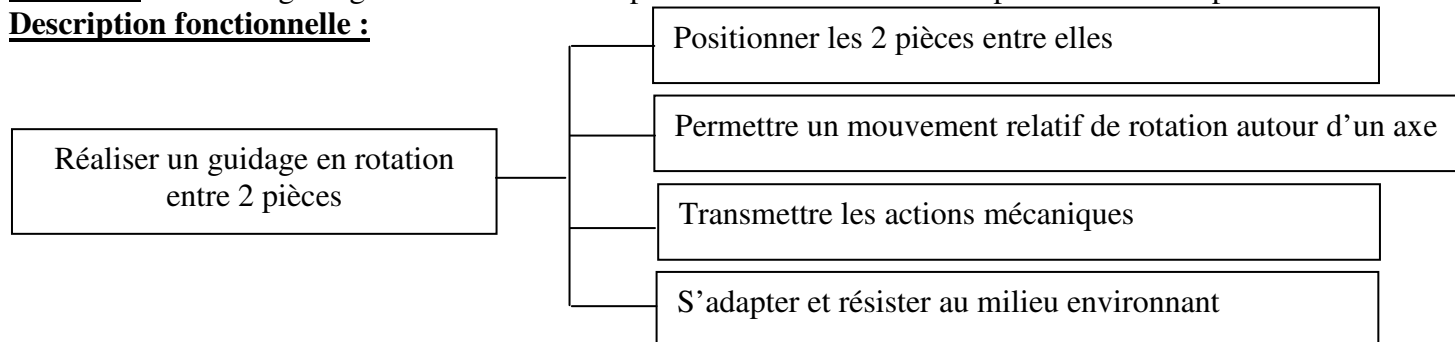 Description fonctionnelle :
Positionner les 2 pièces entre elles
Permettre un mouvement relatif de rotation autour d'un axe
Réaliser un guidage en rotation
entre 2 pièces
Transmettre les actions mécaniques
S'adapter et résister au milieu environnant